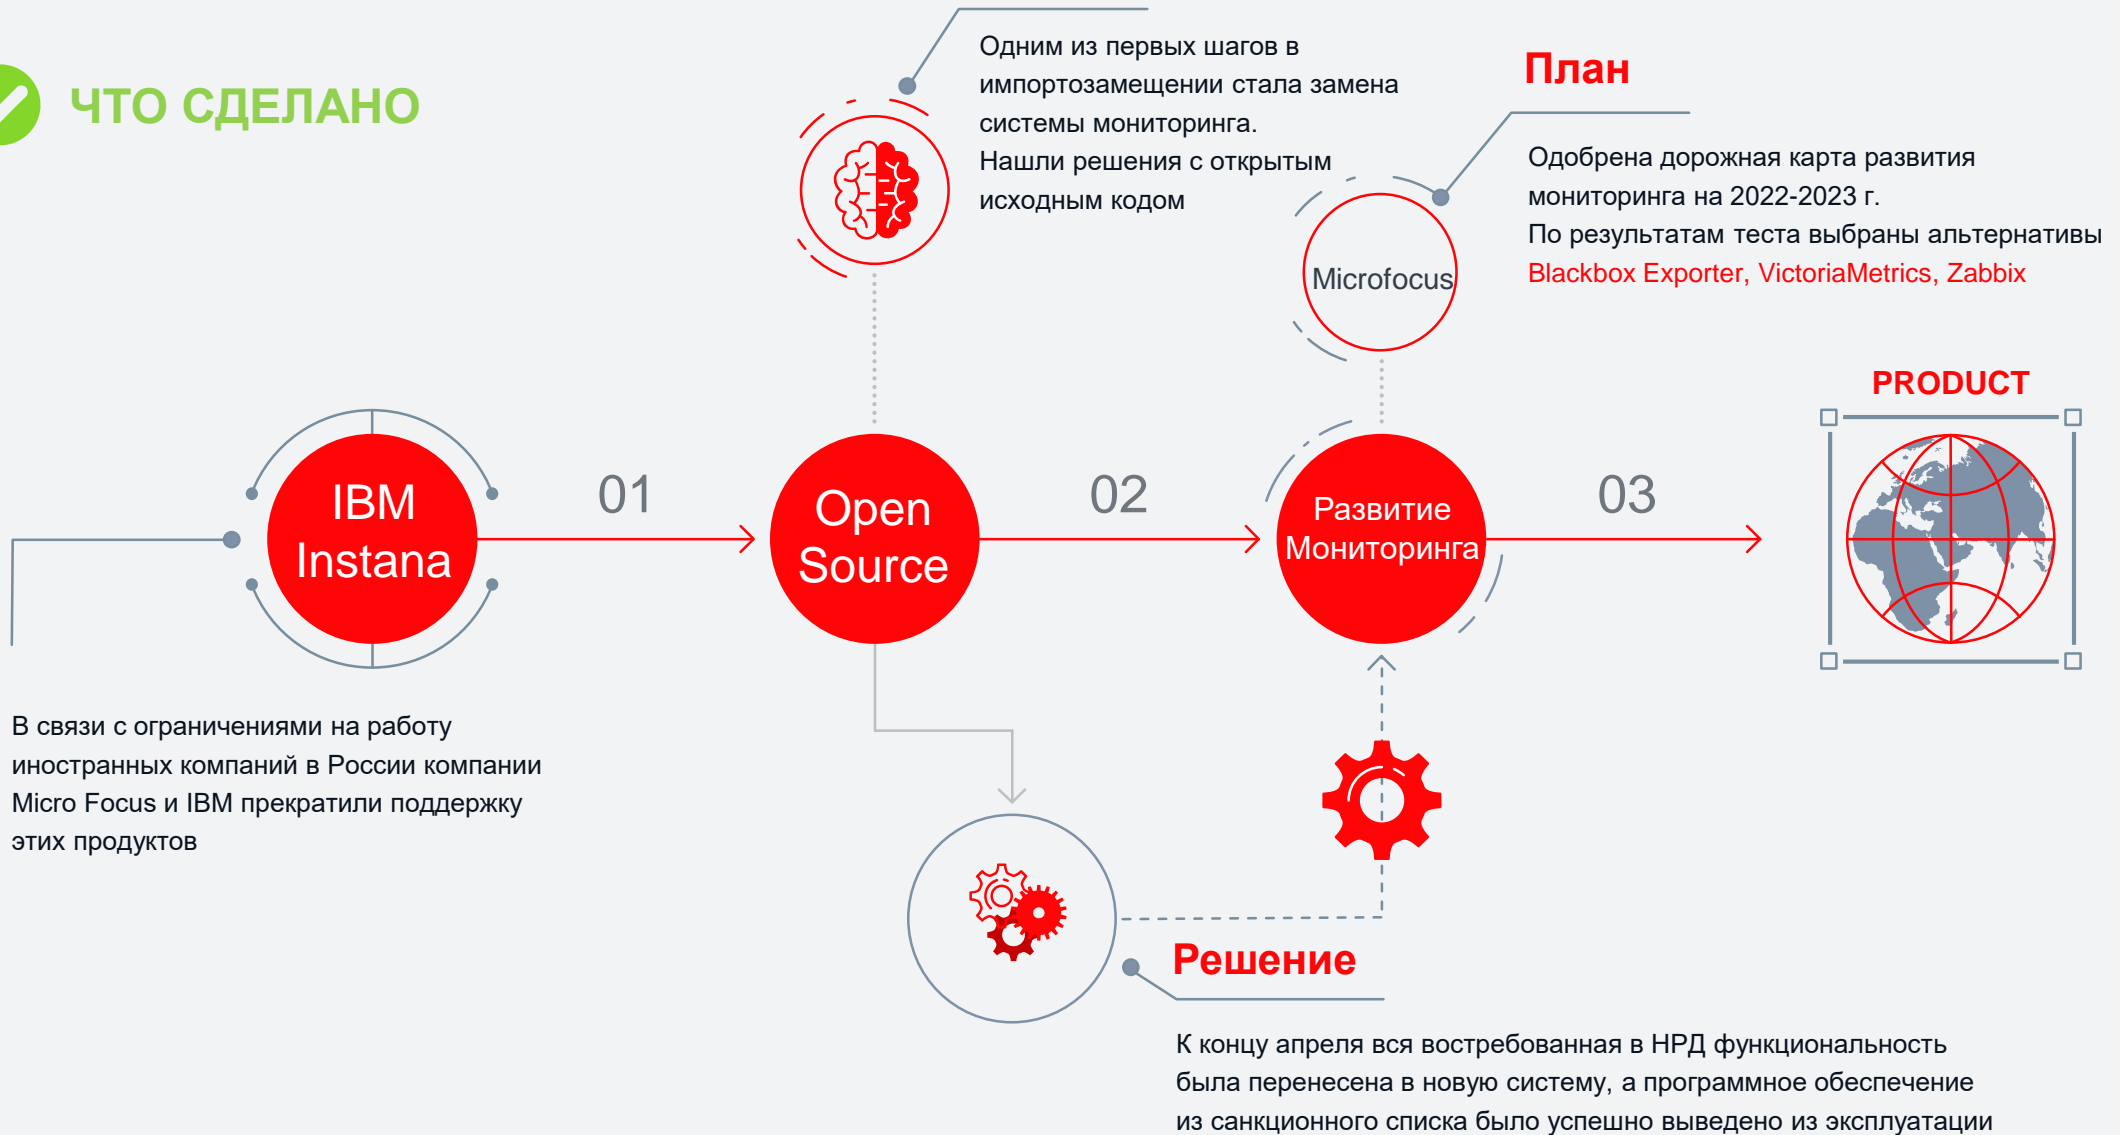 ЧТО СДЕЛАНО
Одним из первых шагов в
импортозамещении стала замена
системы мониторинга.
Нашли решения с открытым
исходным кодом
План
Одобрена дорожная карта развития
мониторинга на 2022-2023 г.
По результатам теста выбраны альтернативы
Blackbox Exporter, VictoriaMetrics, Zabbix
Microfocus
PRODUCT
IBM
Instana
01
Open
Source
02
Развитие
Мониторинга
03
В связи с ограничениями на работу
иностранных компаний в России компании
Micro Focus и IBM прекратили поддержку
этих продуктов
Решение
К концу апреля вся востребованная в НРД функциональность
была перенесена в новую систему, а программное обеспечение
из санкционного списка было успешно выведено из эксплуатации